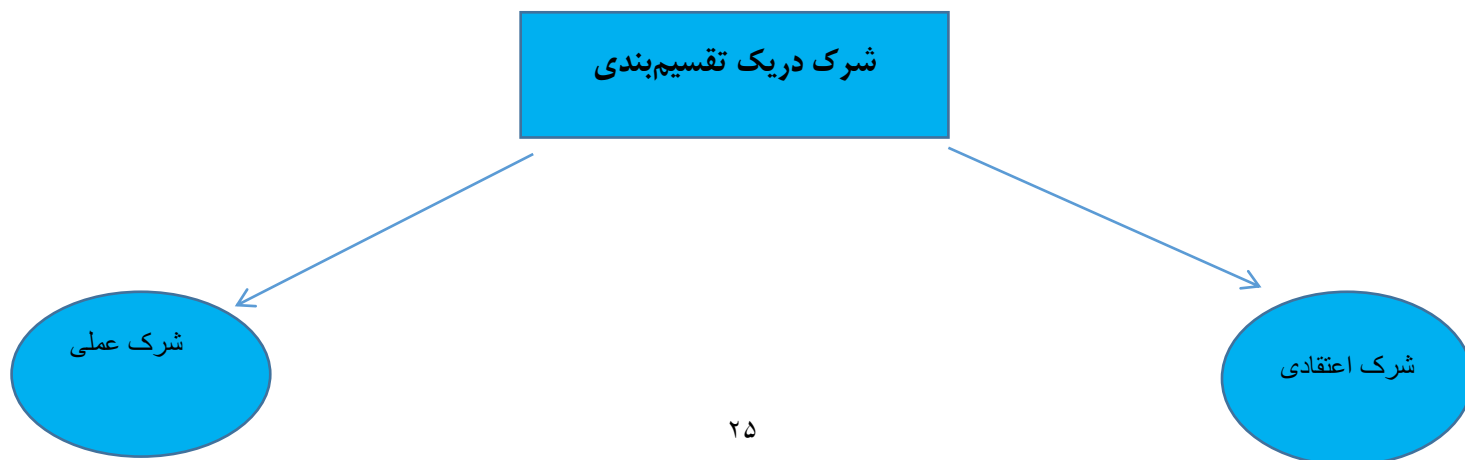 شرک دریک تقسیم‌بندی
شرک اعتقادی
شرک عملی
۲۵